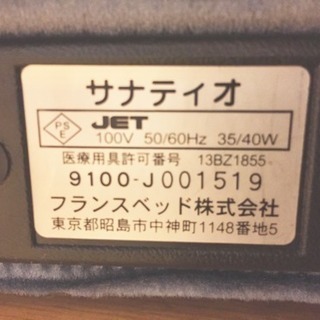 サナティオ
PSE JET
100V 50/60Hz 35/40W
医療用具許可番号 13BZ1855
9100-J001519
フランスベッド株式会社
東京都昭島市中神町1148番地5